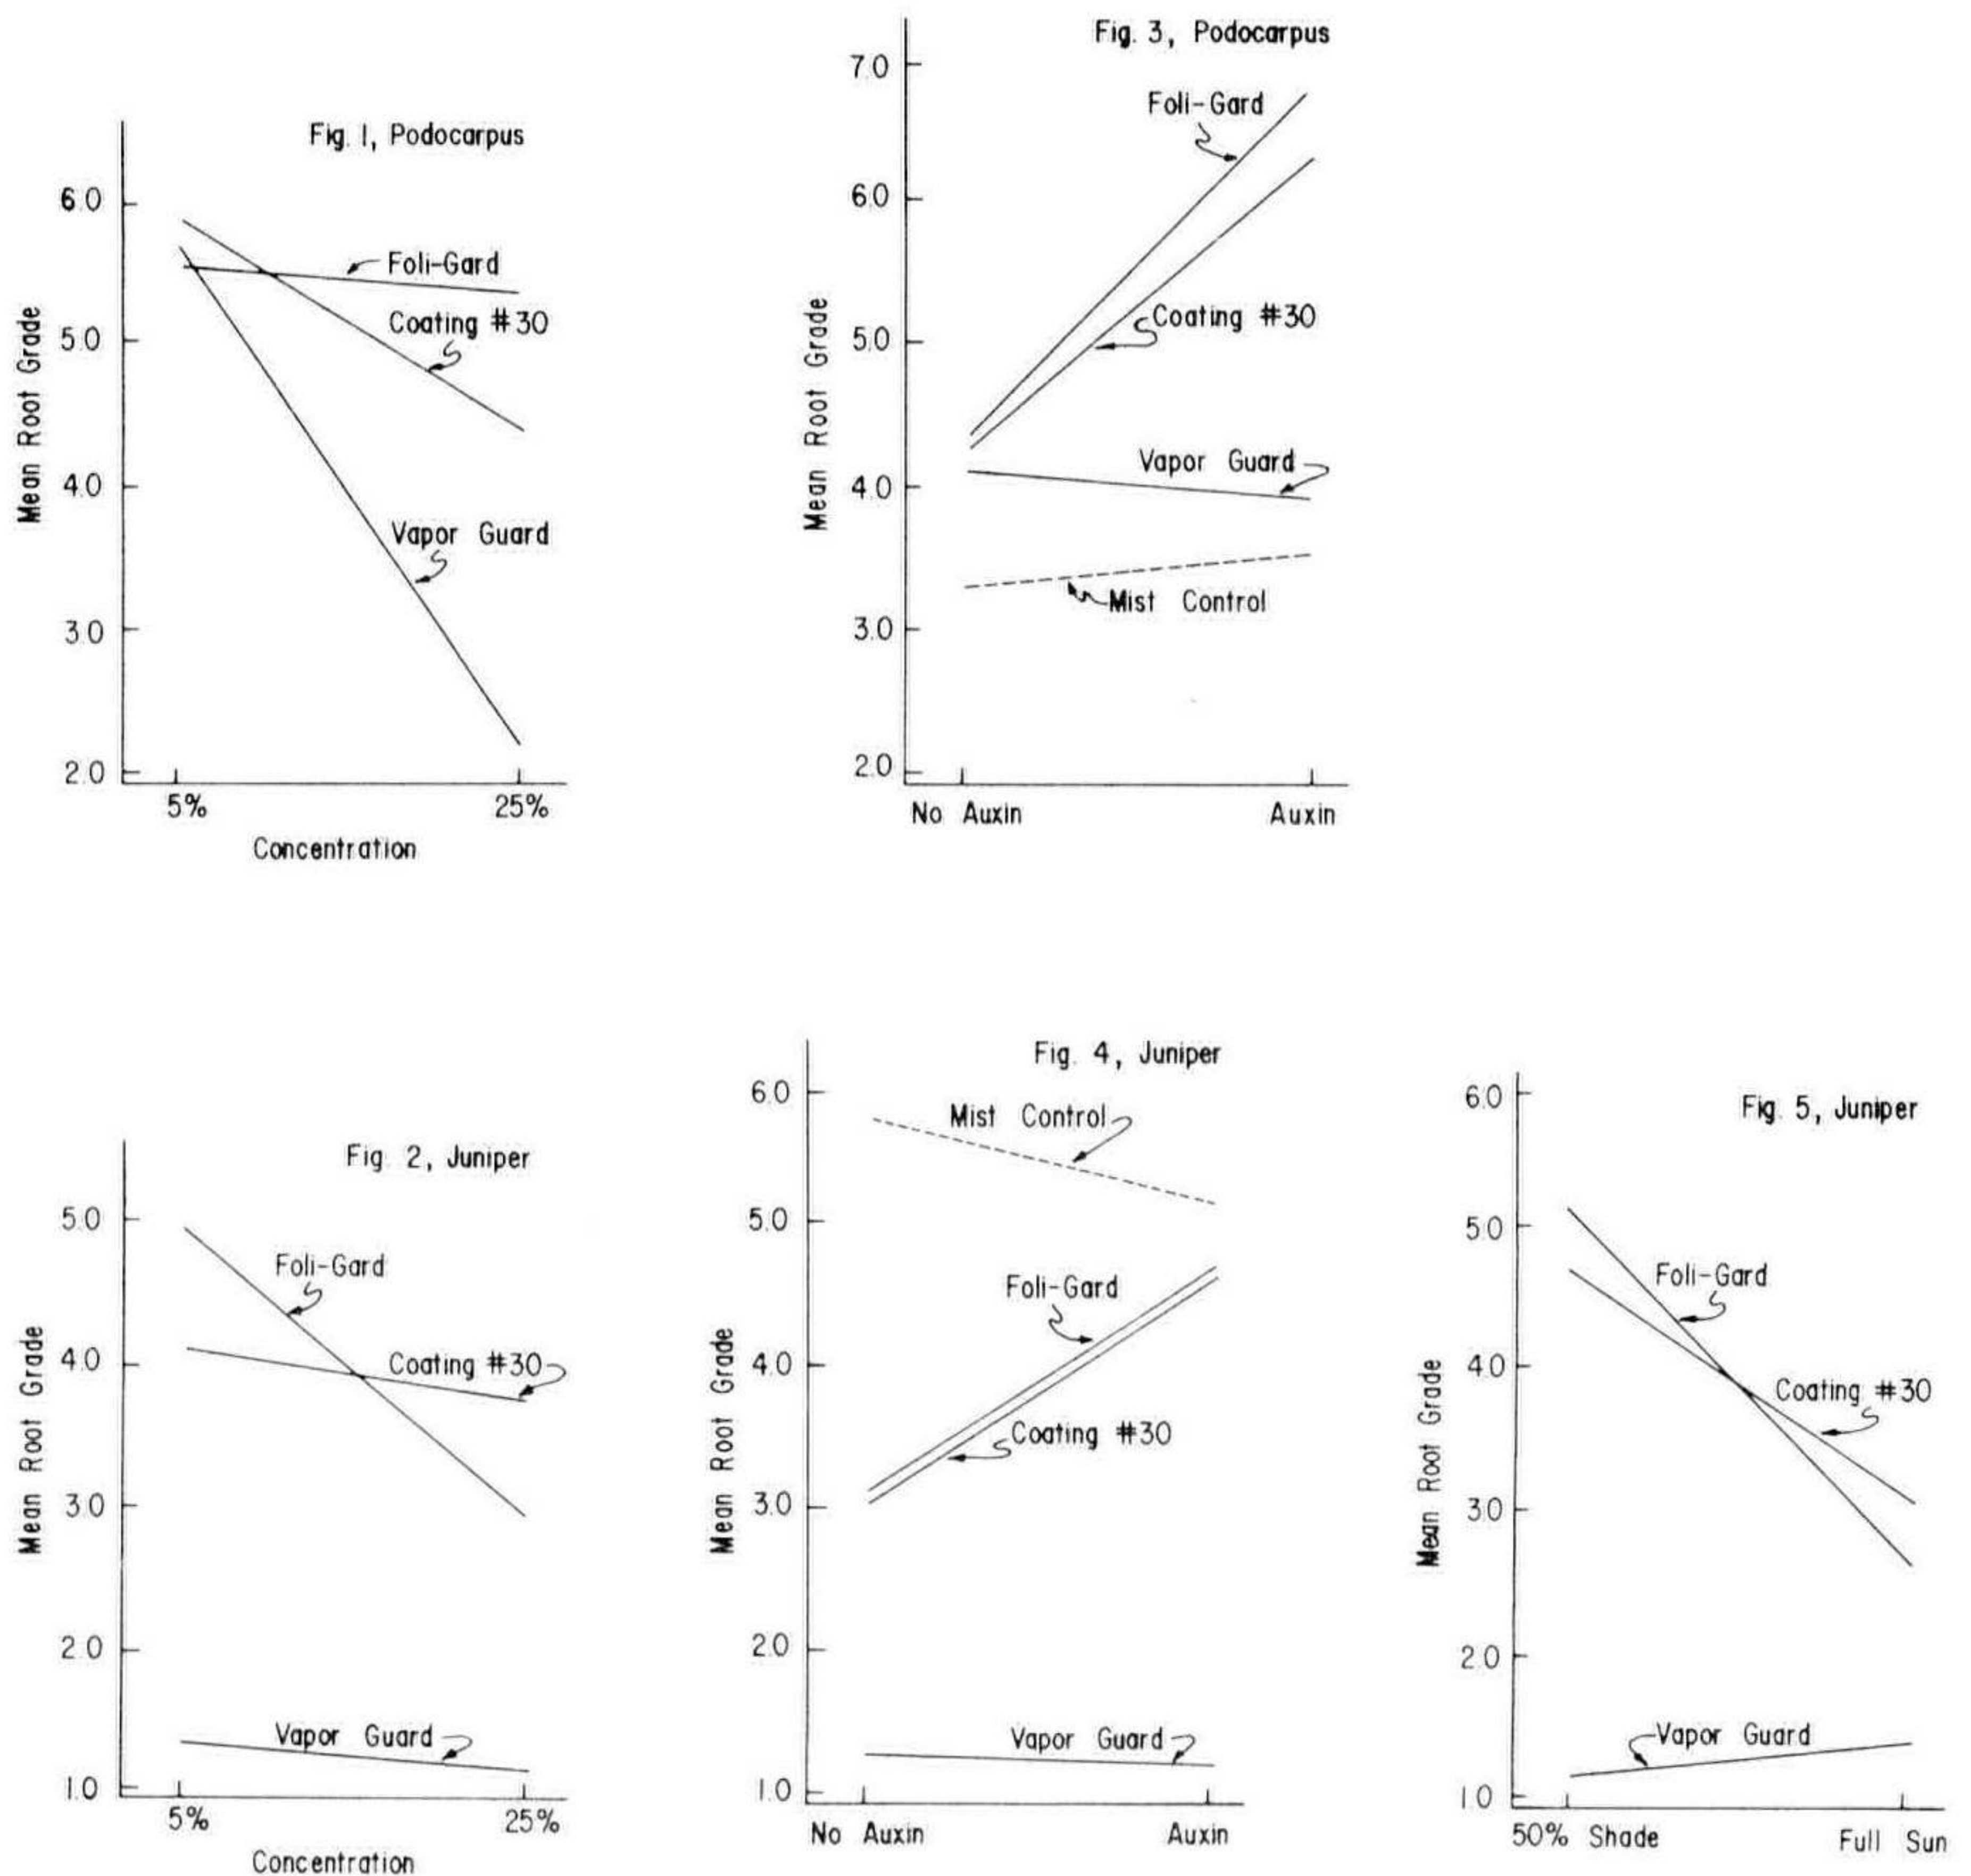 Fig. 1, Podocarpus
6.0
5.0
4.0
3.0
2.0
Mean Root Grade
Foli-Gard
Coating #30
Vapor Guard
5%
25%
Concentration
Fig. 3, Podocarpus
7.0
6.0
5.0
4.0
3.0
2.0
Mean Root Grade
Foli-Gard
Coating #30
Vapor Guard
Mist Control
No Auxin
Auxin
Fig. 2, Juniper
5.0
4.0
3.0
2.0
1.0
Mean Root Grade
Foli-Gard
Coating #30
Vapor Guard
5%
25%
Concentration
Fig. 4, Juniper
6.0
5.0
4.0
3.0
2.0
1.0
Mean Root Grade
Mist Control
Foli-Gard
Coating #30
Vapor Guard
No Auxin
Auxin
Fig. 5, Juniper
6.0
5.0
4.0
3.0
2.0
1.0
Mean Root Grade
Foli-Gard
Coating #30
Vapor Guard
50% Shade
Full Sun